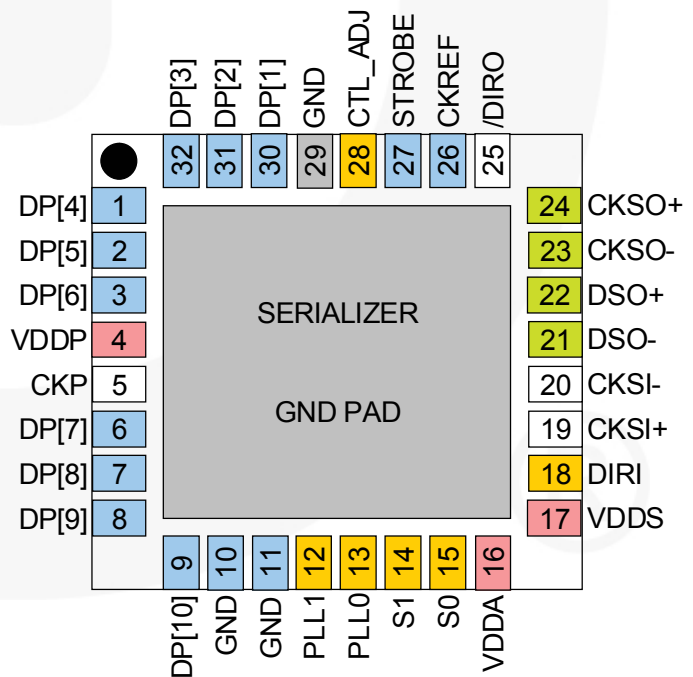 DP[3] DP[2] DP[1] GND CTL_ADJ STROBE CKREF /DIRO
32 31 30 29 28 27 26 25
DP[4] 1 24 CKSO+
DP[5] 2 23 CKSO-
DP[6] 3 22 DSO+
SERIALIZER
VDDP 4 21 DSO-
CKP 5 20 CKSI-
GND PAD
DP[7] 6 19 CKSI+
DP[8] 7 18 DIRI
DP[9] 8 17 VDDS
9 10 11 12 13 14 15 16
DP[10] GND GND PLL1 PLL0 S1 S0 VDDA